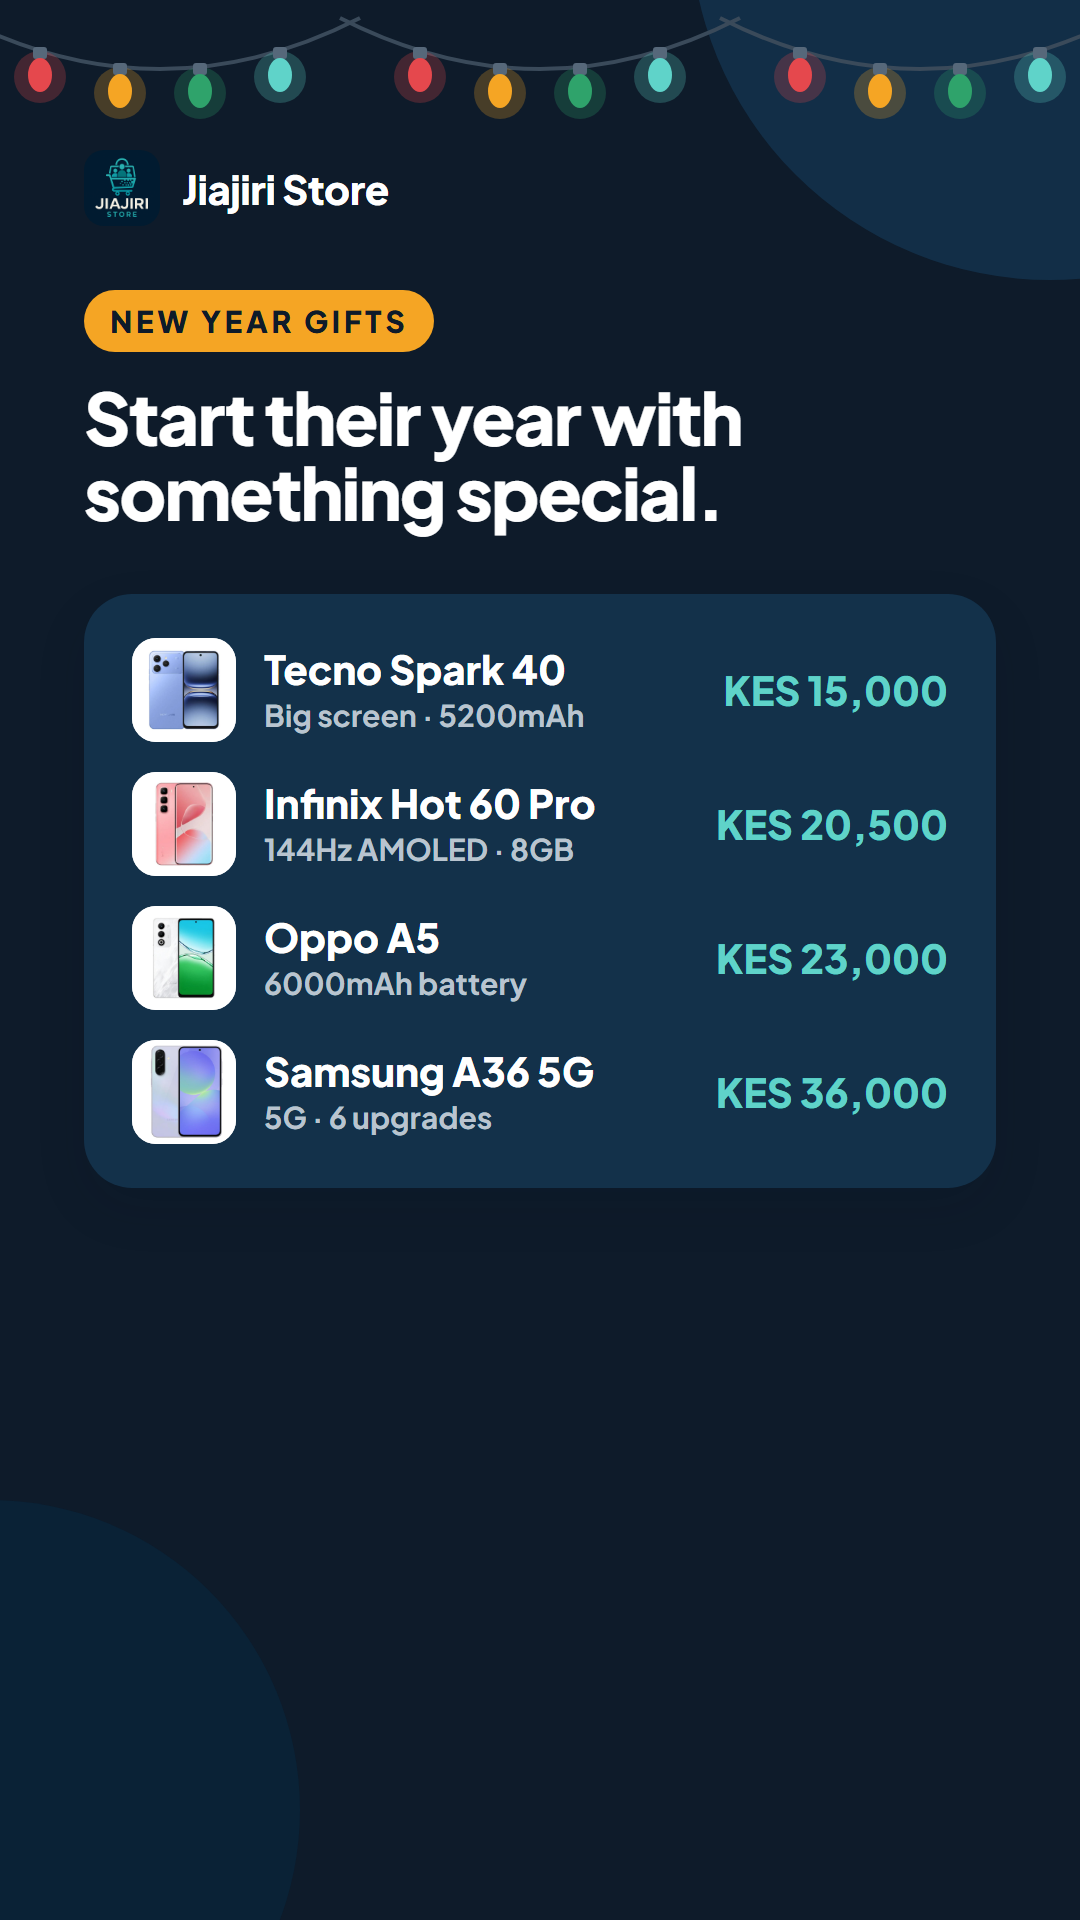 JIAJIRI
STORE
Jiajiri Store
NEW YEAR GIFTS
Start their year with
something special.
Tecno Spark 40
Big screen · 5200mAh
KES 15,000
Infinix Hot 60 Pro
144Hz AMOLED · 8GB
KES 20,500
Oppo A5
6000mAh battery
KES 23,000
Samsung A36 5G
5G · 6 upgrades
KES 36,000